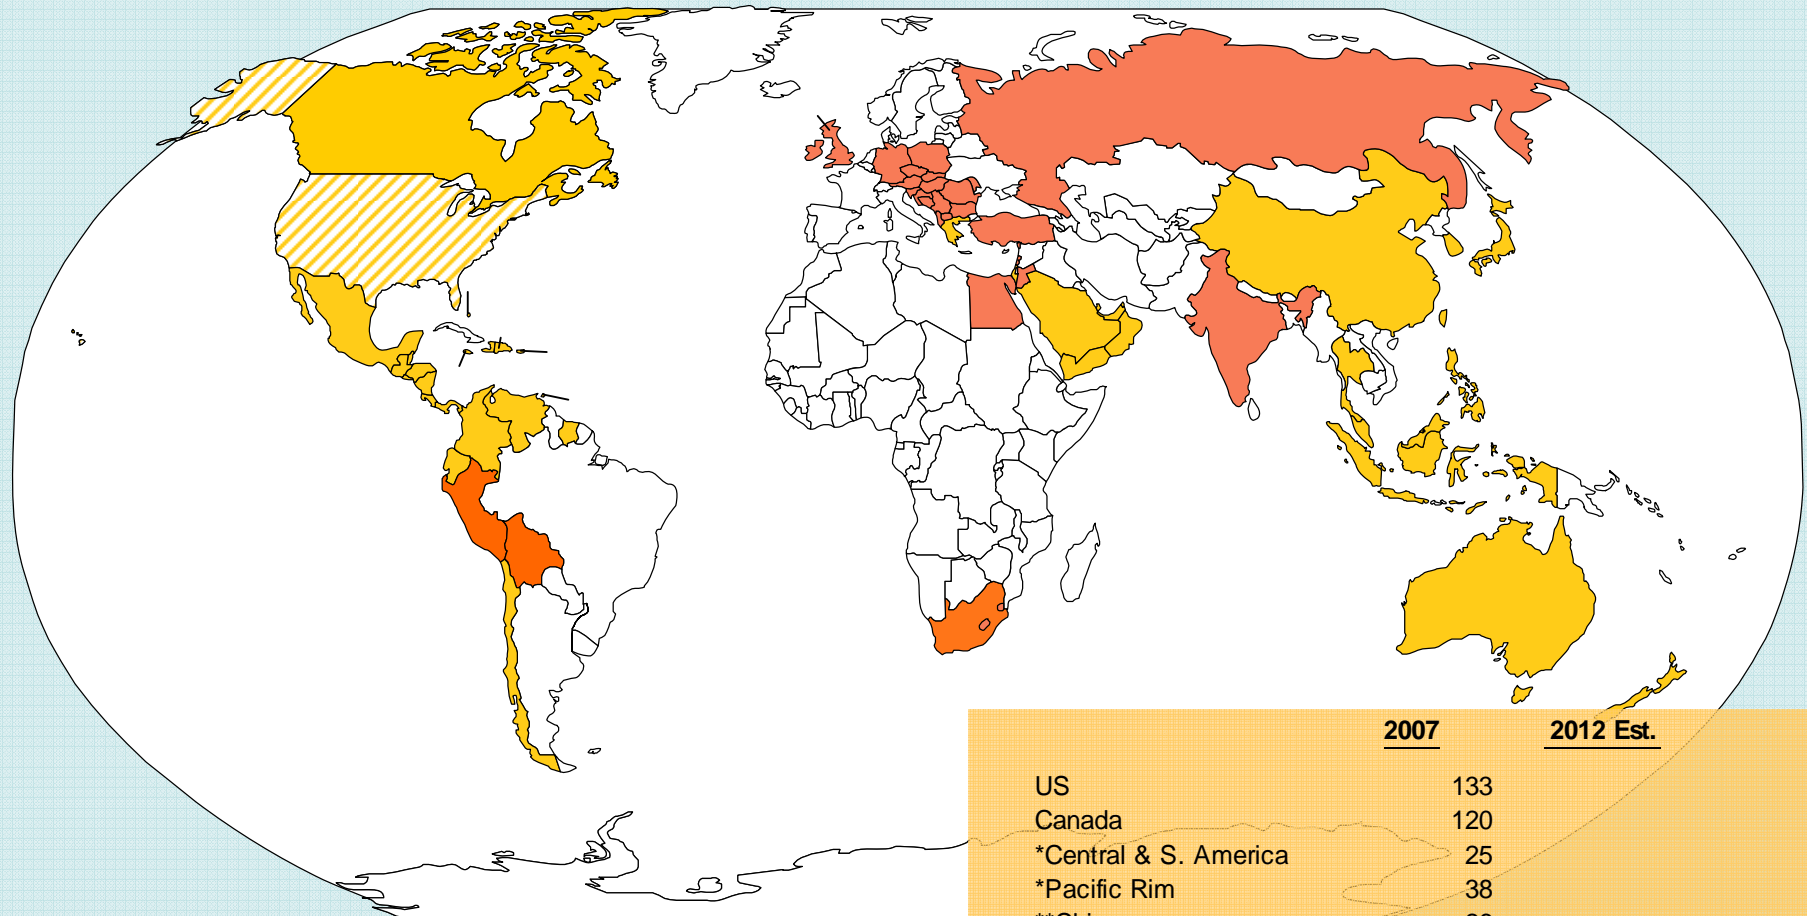 2007 2012 Est.
US 133
Canada 120
*Central & S. America 25
*Pacific Rim 38